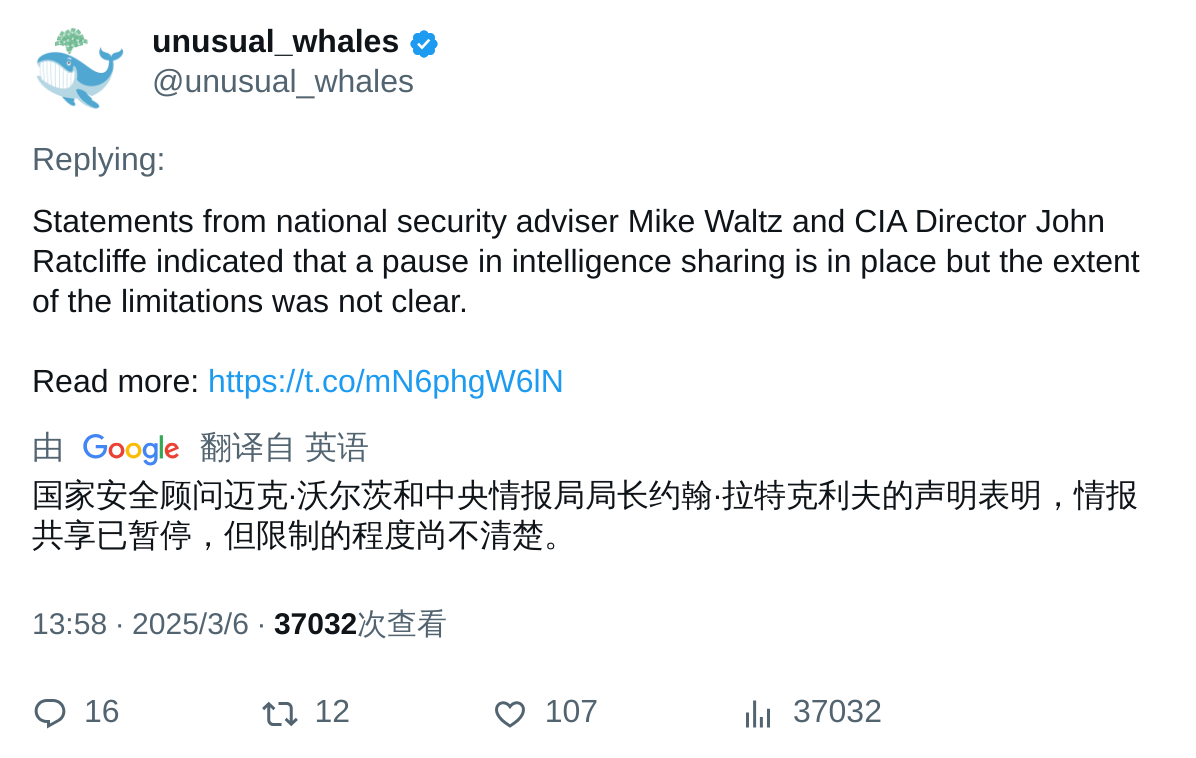 unusual_whales
@unusual_whales
Replying:
Statements from national security adviser Mike Waltz and CIA Director John
Ratcliffe indicated that a pause in intelligence sharing is in place but the extent
of the limitations was not clear.
Read more: https://t.co/mN6phgW6lN
由 Google 翻译自 英语
国家安全顾问迈克·沃尔茨和中央情报局局长约翰·拉特克利夫的声明表明，情报
共享已暂停，但限制的程度尚不清楚。
13:58 · 2025/3/6 · 37032次查看
16 12 107 37032